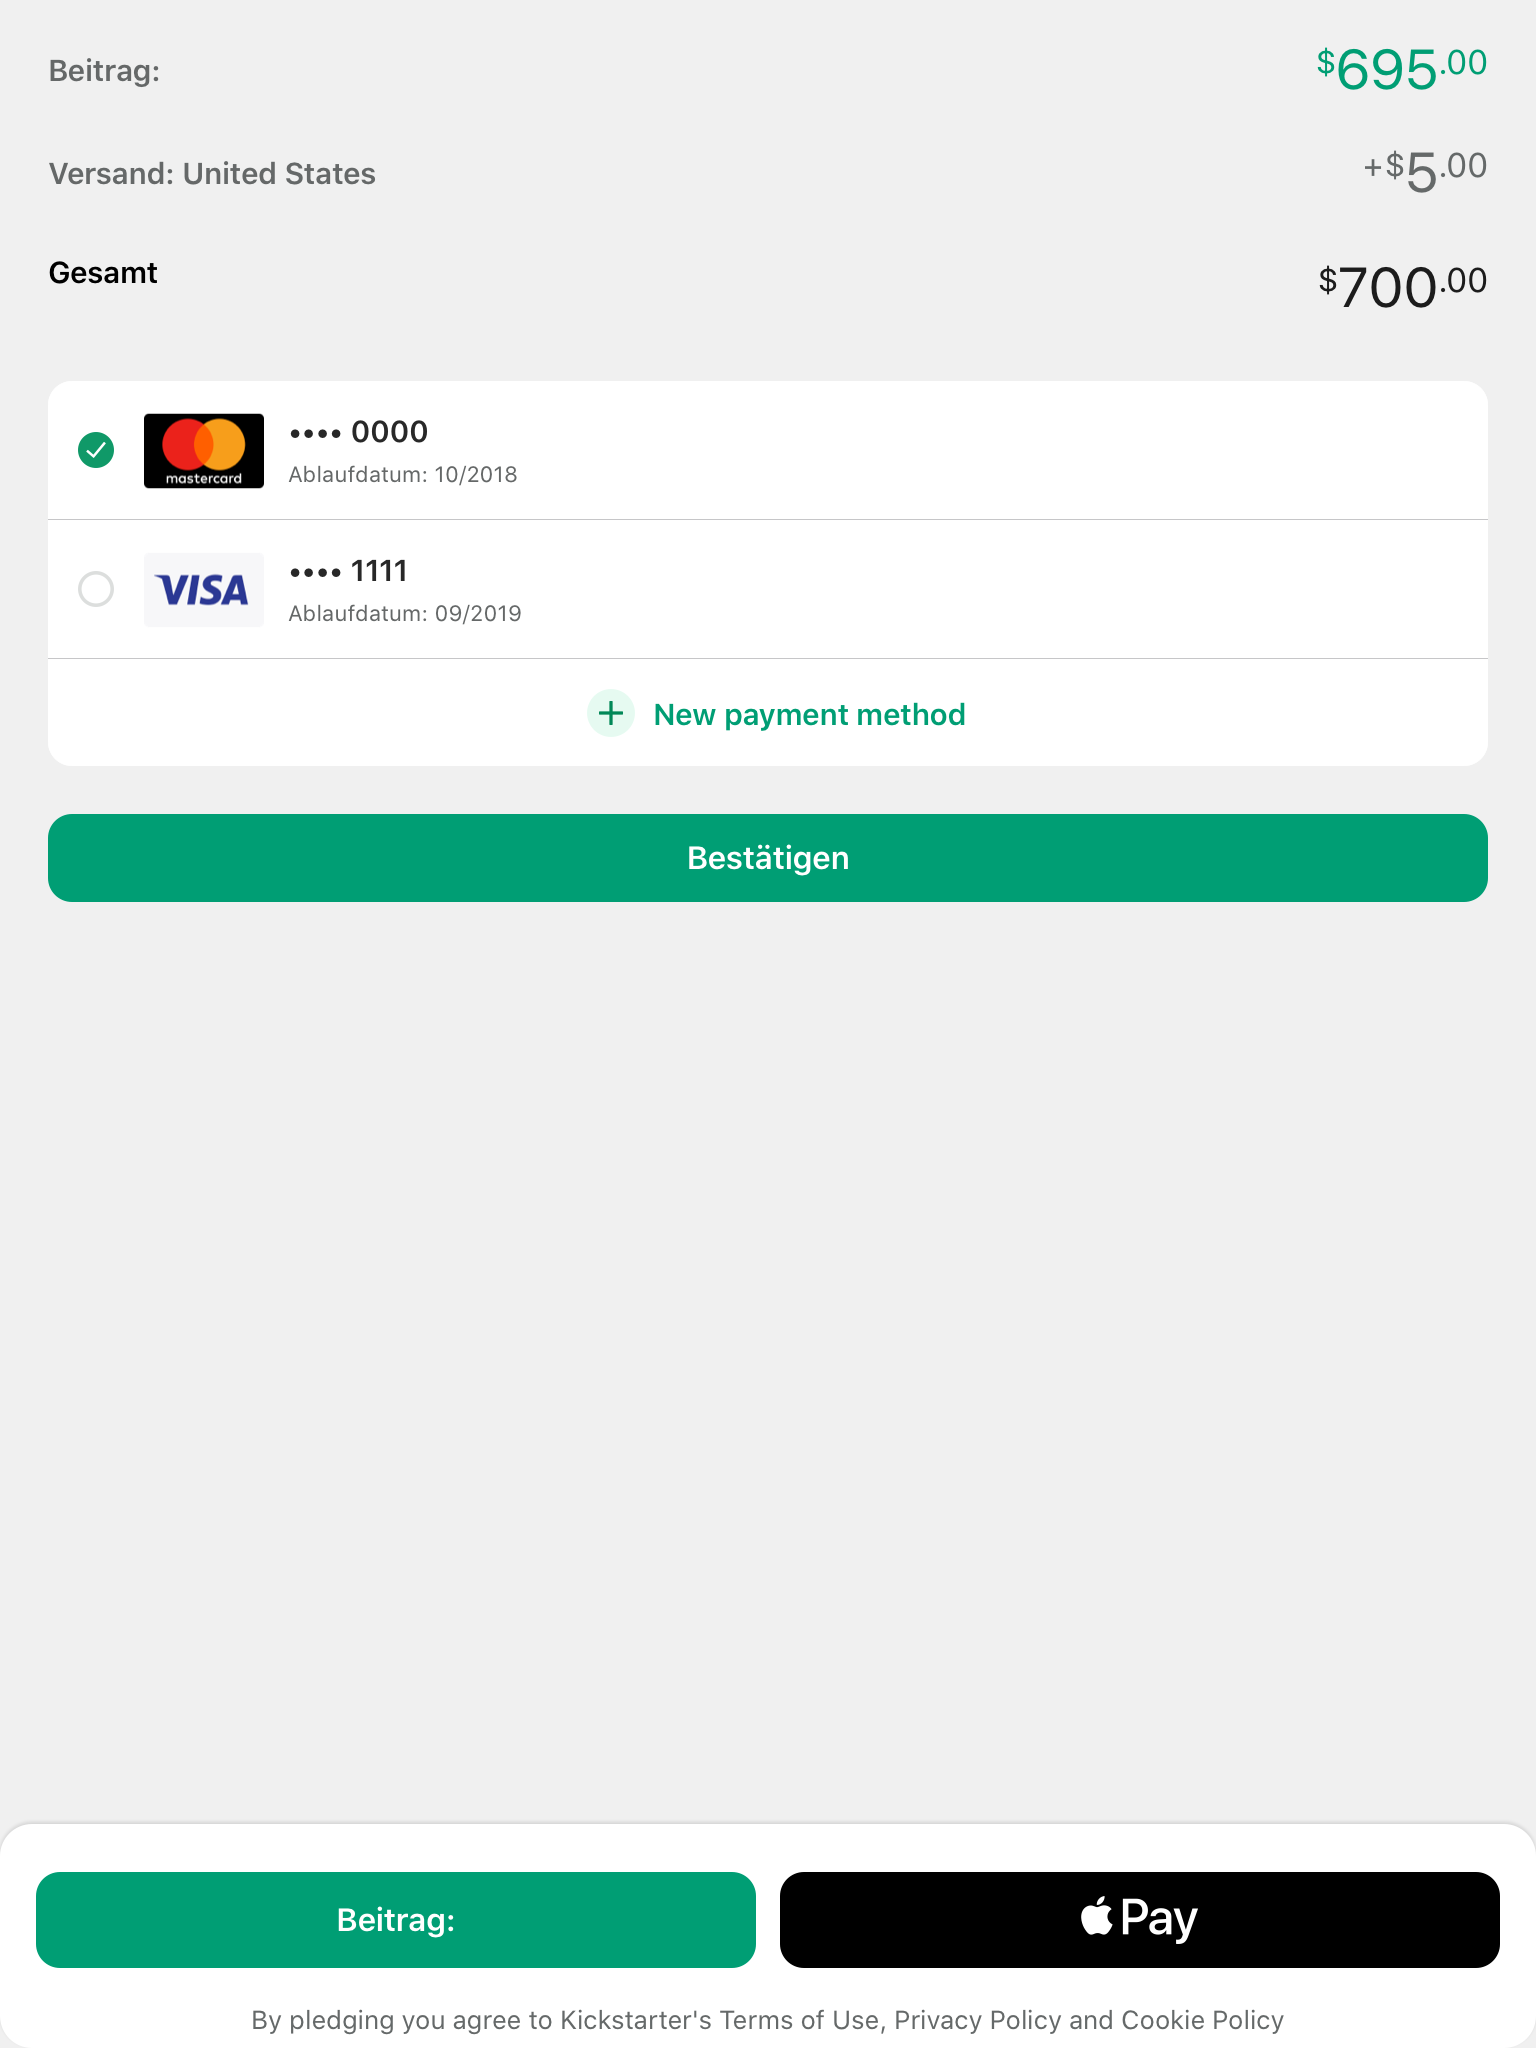 Beitrag:
$695.00
Versand: United States
+$5.00
Gesamt
$700.00
mastercard
•••• 0000
Ablaufdatum: 10/2018
VISA
•••• 1111
Ablaufdatum: 09/2019
New payment method
Bestätigen
Beitrag:
Pay
By pledging you agree to Kickstarter's Terms of Use, Privacy Policy and Cookie Policy